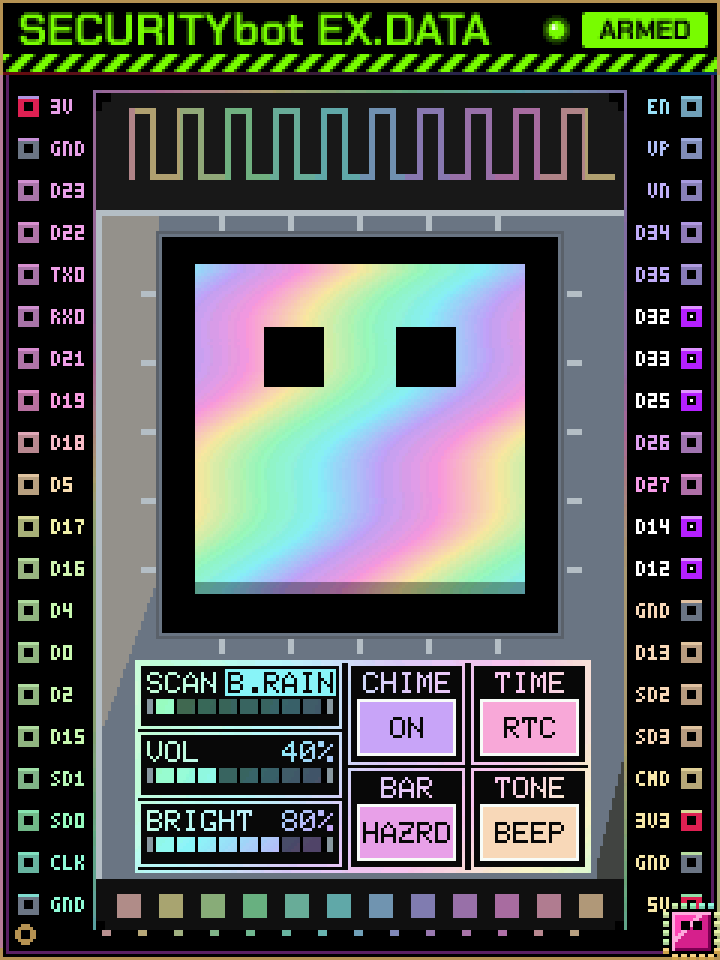 SECURITYbot EX.DATA ARMED
3V EN
GND VP
D23 VN
D22 D34
TX0 D35
RX0 D32
D21 D33
D19 D25
D18 D26
D5 D27
D17 D14
D16 D12
D4 GND
D0 D13
D2 SD2
D15 SD3
SD1 CMD
SD0 3V3
CLK GND
GND 5V
SCAN B.RAIN
VOL 40%
BRIGHT 80%
CHIME
ON
TIME
RTC
BAR
HAZRD
TONE
BEEP